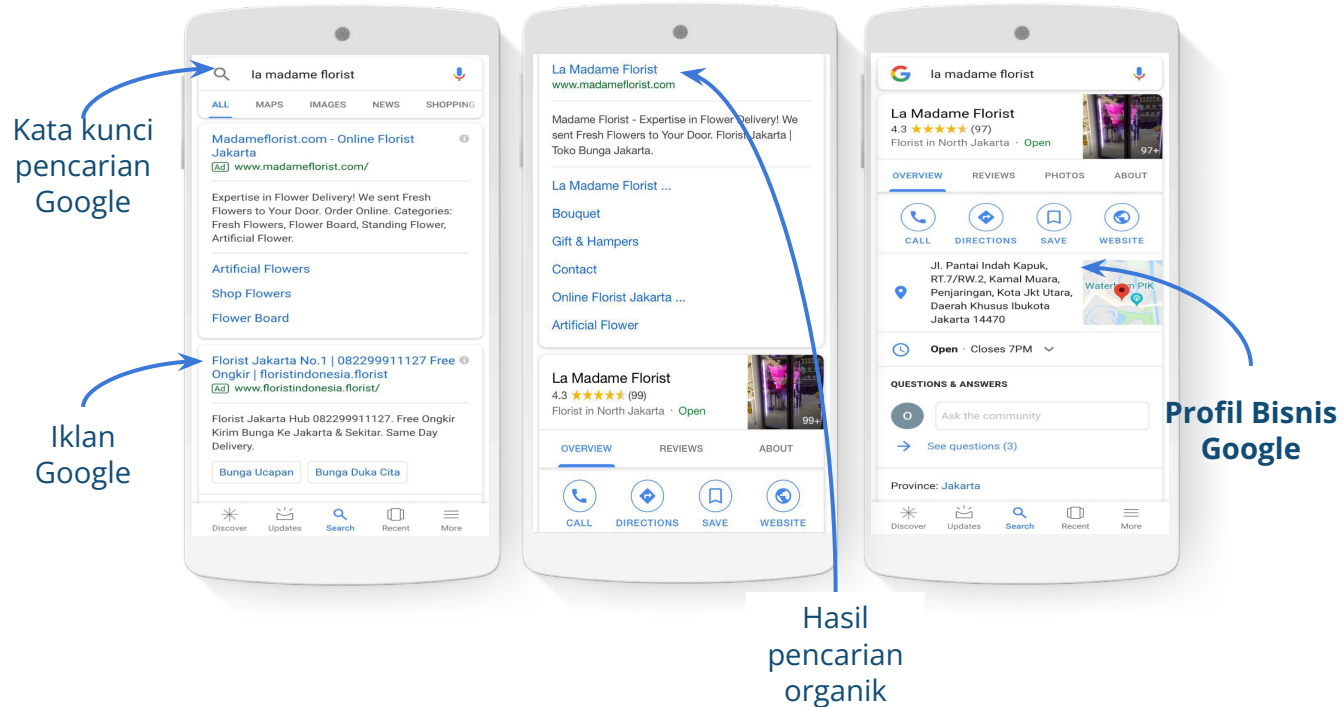 Kata kunci
pencarian
Google
Iklan
Google
la madame florist
ALL MAPS IMAGES NEWS SHOPPING
Madameflorist.com - Online Florist
Jakarta
Ad www.madameflorist.com/
Expertise in Flower Delivery! We sent Fresh
Flowers to Your Door. Order Online. Categories:
Fresh Flowers, Flower Board, Standing Flower,
Artificial Flower.
Artificial Flowers
Shop Flowers
Flower Board
Florist Jakarta No.1 | 082299911127 Free
Ongkir | floristindonesia.florist
Ad www.floristindonesia.florist/
Florist Jakarta Hub 082299911127. Free Ongkir
Kirim Bunga Ke Jakarta & Sekitar. Same Day
Delivery.
Bunga Ucapan Bunga Duka Cita
Discover Updates Search Recent More
La Madame Florist
www.madameflorist.com
Madame Florist - Expertise in Flower Delivery! We
sent Fresh Flowers to Your Door. Florist Jakarta |
Toko Bunga Jakarta.
La Madame Florist ...
Bouquet
Gift & Hampers
Contact
Online Florist Jakarta ...
Artificial Flower
La Madame Florist
4.3 (99)
Florist in North Jakarta · Open
99+
OVERVIEW REVIEWS ABOUT
CALL DIRECTIONS SAVE WEBSITE
Hasil
pencarian
organik
G la madame florist
La Madame Florist
4.3 (97)
Florist in North Jakarta · Open
97+
OVERVIEW REVIEWS PHOTOS ABOUT
CALL DIRECTIONS SAVE WEBSITE
Jl. Pantai Indah Kapuk,
RT.7/RW.2, Kamal Muara,
Penjaringan, Kota Jkt Utara,
Daerah Khusus Ibukota
Jakarta 14470
PIK
Open · Closes 7PM
QUESTIONS & ANSWERS
O Ask the community
See questions (3)
Province: Jakarta
Discover Updates Search Recent More
Profil Bisnis
Google